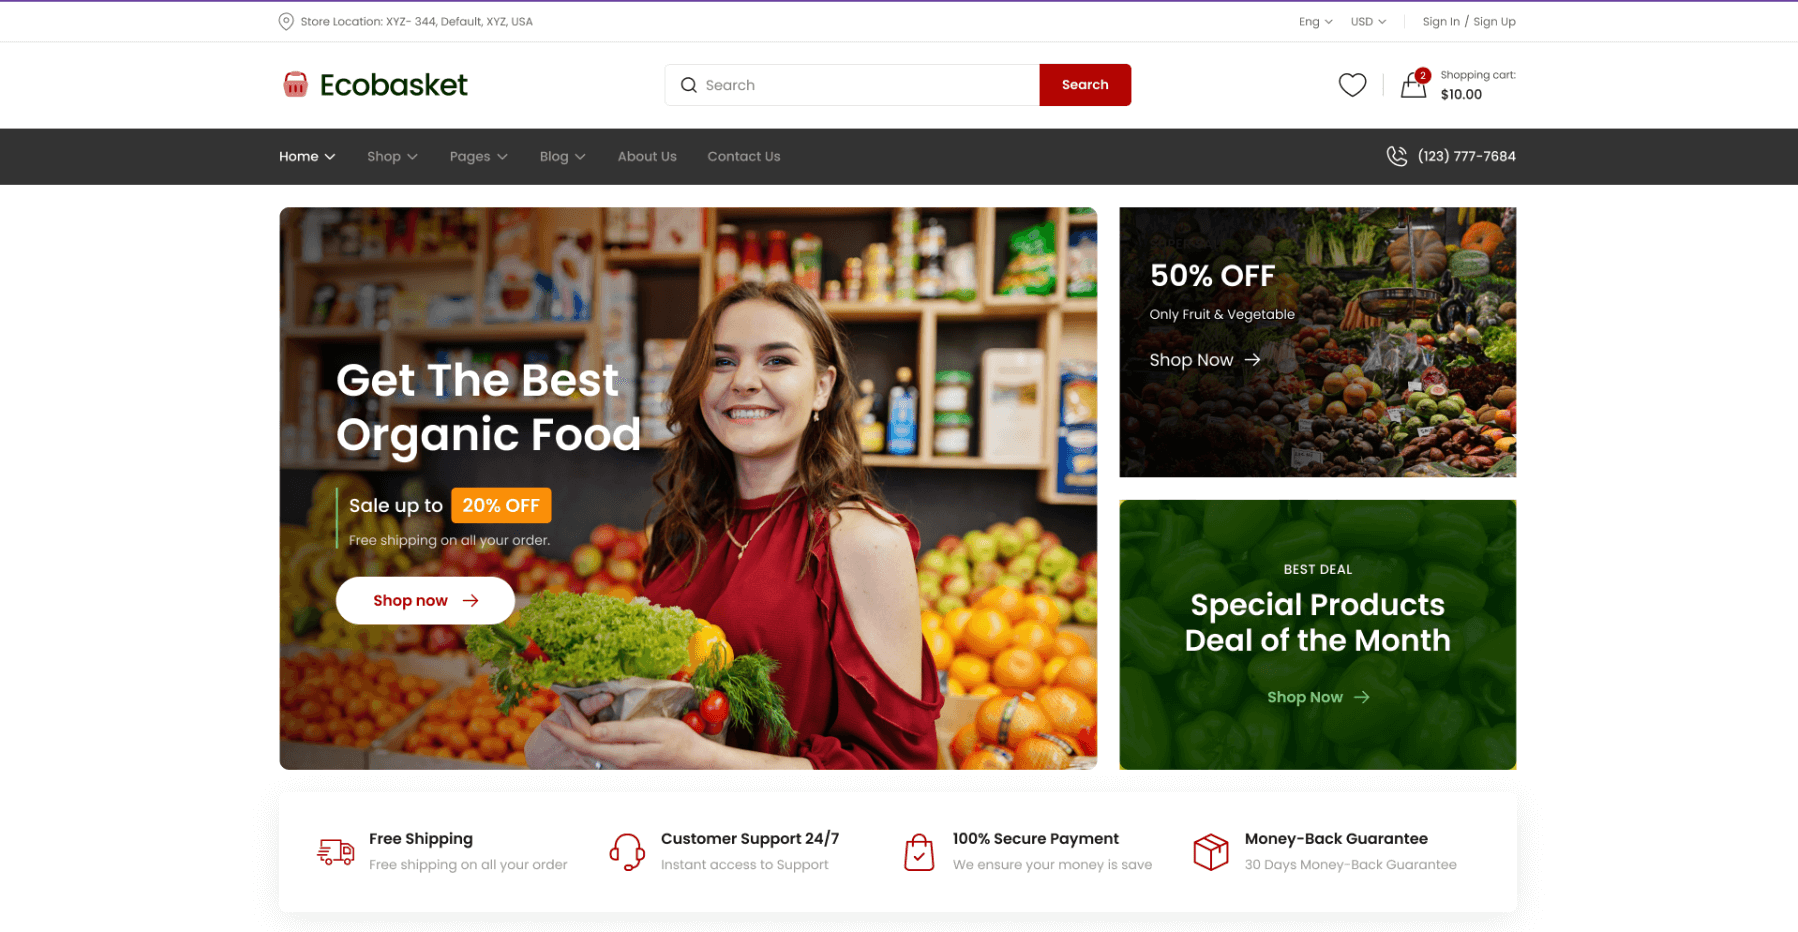 Store Location: XYZ- 344, Default, XYZ, USA
Eng
USD
Sign In / Sign Up
Ecobasket
Search
Search
2
Shopping cart:
$10.00
Home
Shop
Pages
Blog
About Us
Contact Us
(123) 777-7684
Get The Best
Organic Food
Sale up to 20% OFF
Free shipping on all your order.
Shop now
50% OFF
Only Fruit & Vegetable
Shop Now
BEST DEAL
Special Products
Deal of the Month
Shop Now
Free Shipping
Free shipping on all your order
Customer Support 24/7
Instant access to Support
100% Secure Payment
We ensure your money is save
Money-Back Guarantee
30 Days Money-Back Guarantee